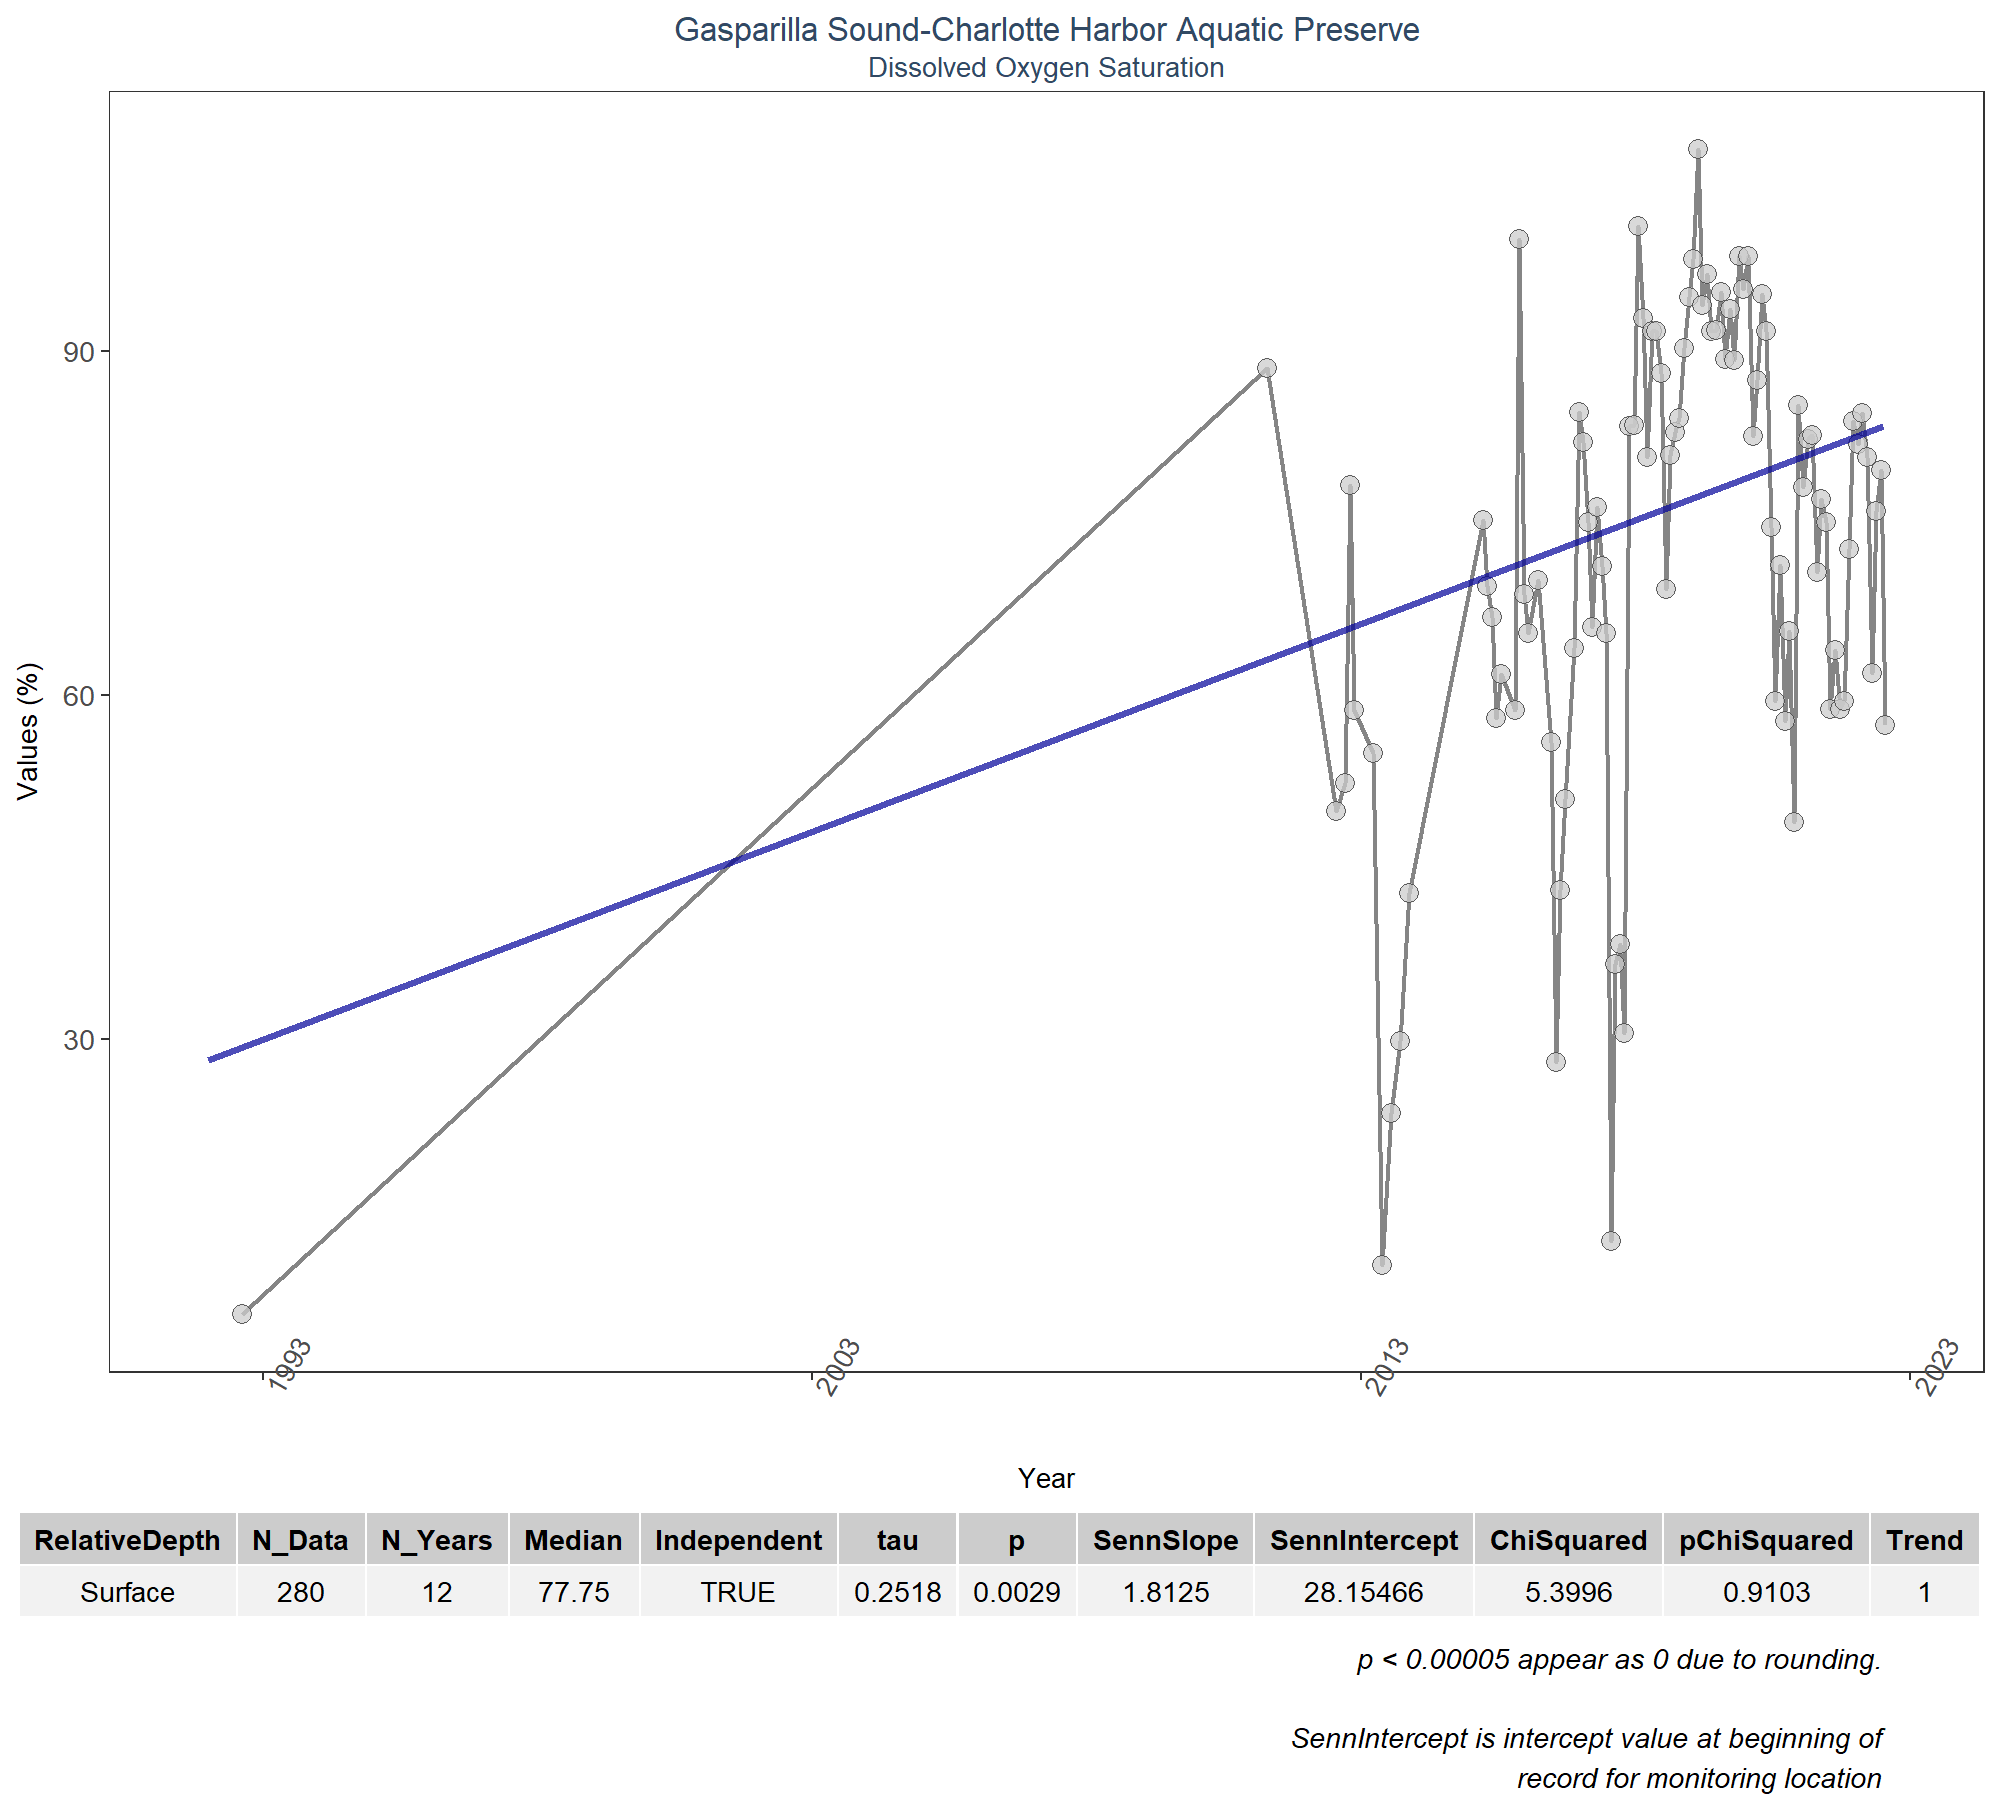 Gasparilla Sound-Charlotte Harbor Aquatic Preserve
Dissolved Oxygen Saturation
Values (%)
90
60
30
1993 2003 2013 2023
Year
RelativeDepth N_Data N_Years Median Independent tau p SennSlope SennIntercept ChiSquared pChiSquared Trend
Surface 280 12 77.75 TRUE 0.2518 0.0029 1.8125 28.15466 5.3996 0.9103 1
p < 0.00005 appear as 0 due to rounding.
SennIntercept is intercept value at beginning of
record for monitoring location